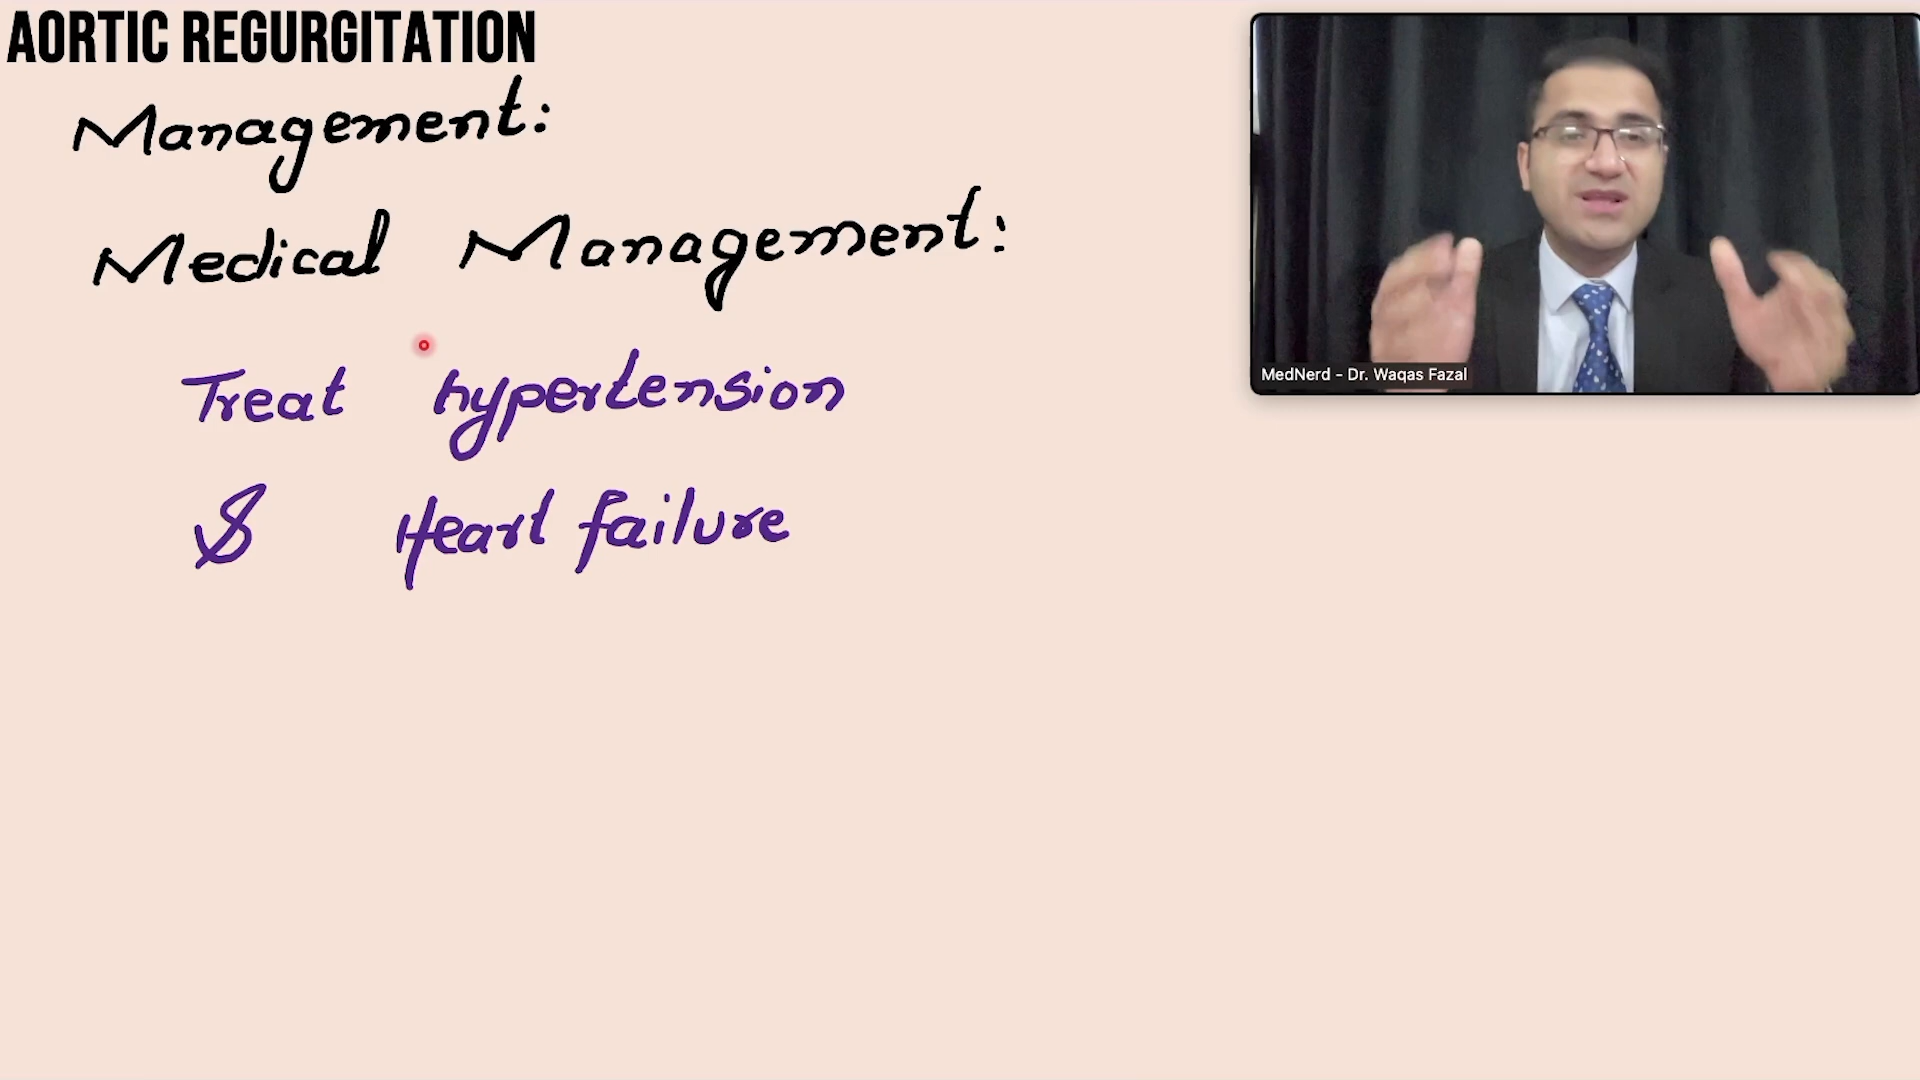 AORTIC REGURGITATION
Management:
Medical Management:
Treat hypertension
& Heart failure
MedNerd - Dr. Waqas Fazal